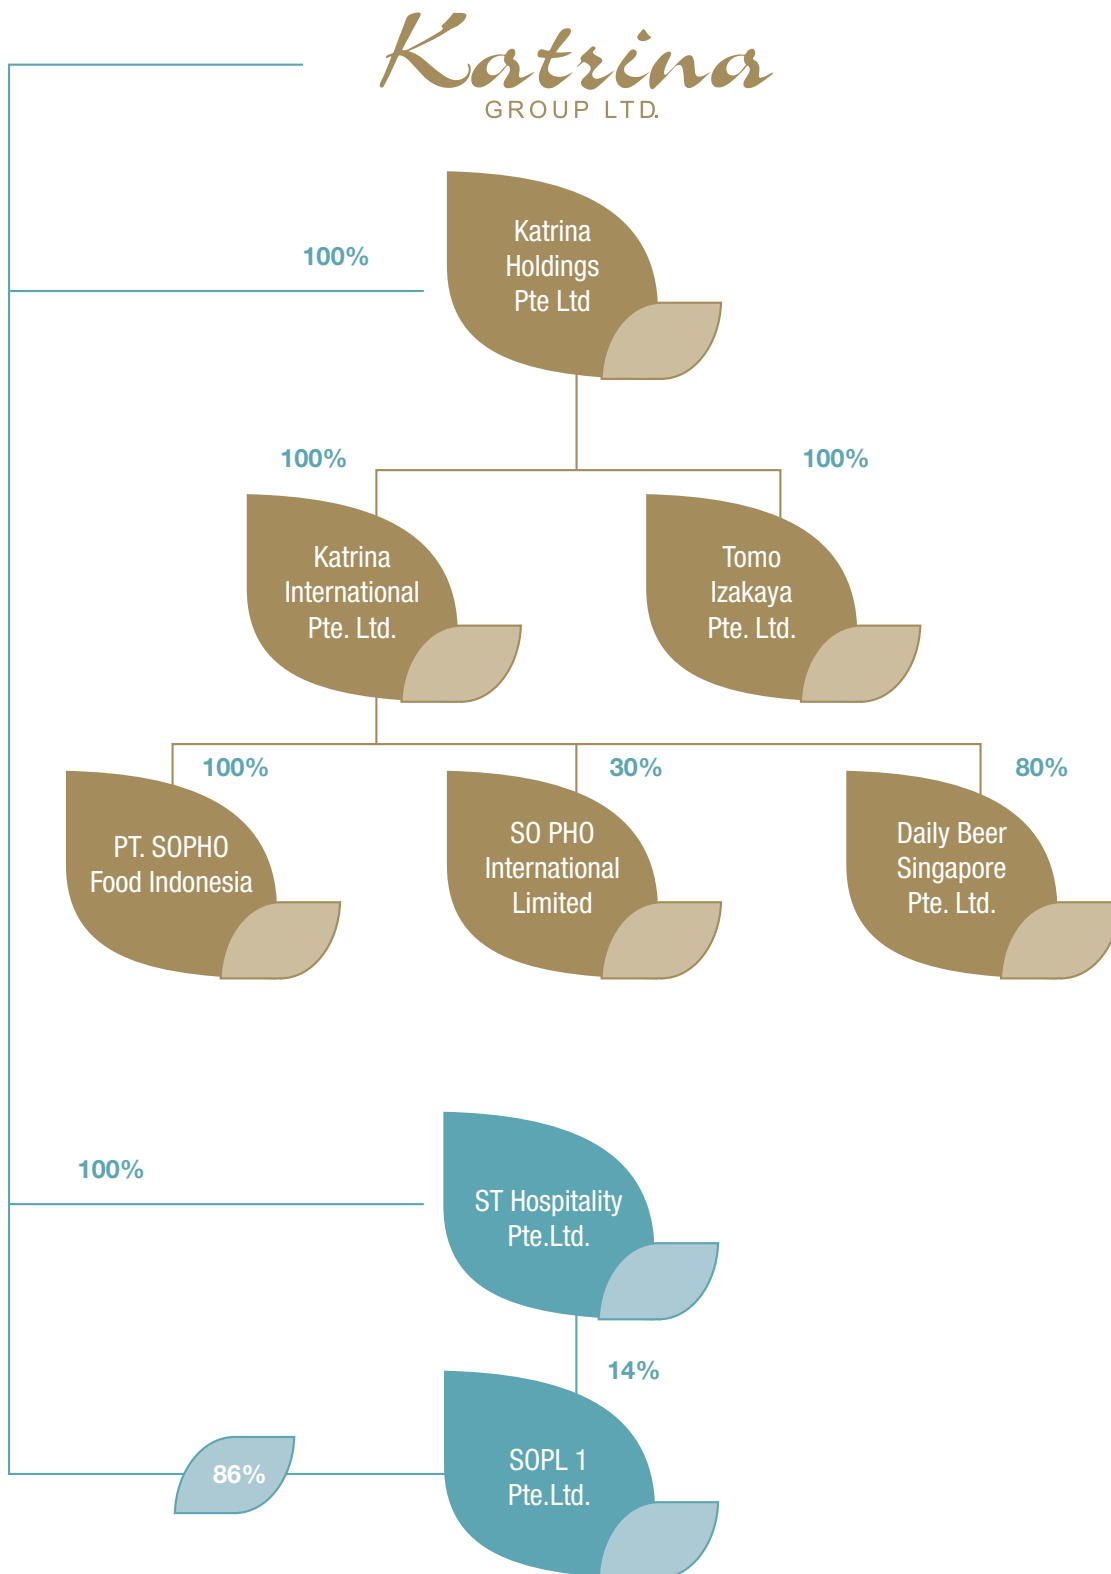 Katrina
GROUP LTD.
Katrina
Holdings
Pte Ltd
100%
100%
100%
Katrina
International
Pte. Ltd.
Tomo
Izakaya
Pte. Ltd.
100%
30%
80%
PT. SOPHO
Food Indonesia
SO PHO
International
Limited
Daily Beer
Singapore
Pte. Ltd.
100%
ST Hospitality
Pte.Ltd.
14%
86%
SOPL 1
Pte.Ltd.